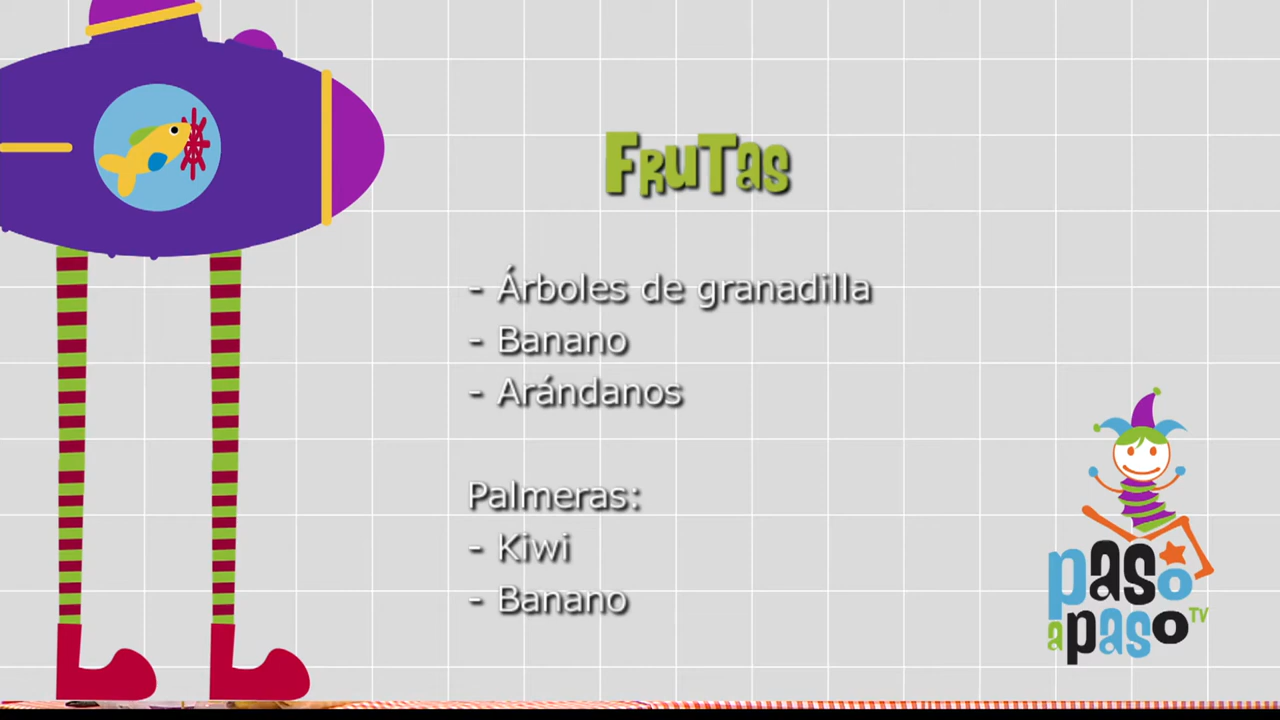 FRUTAS
- Árboles de granadilla
- Banano
- Arándanos
Palmeras:
- Kiwi
- Banano
paso
a paso TV